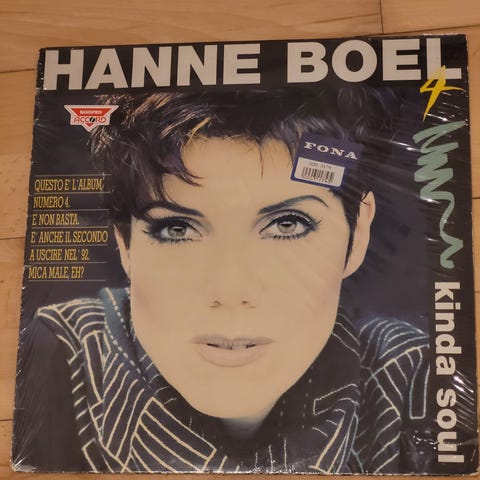 HANNE BOEL
4
ACCORD
FONA
QUESTO E' L'ALBUM
NUMERO 4.
E NON BASTA.
E' ANCHE IL SECONDO
A USCIRE NEL '92.
MICA MALE, EH?
kinda soul